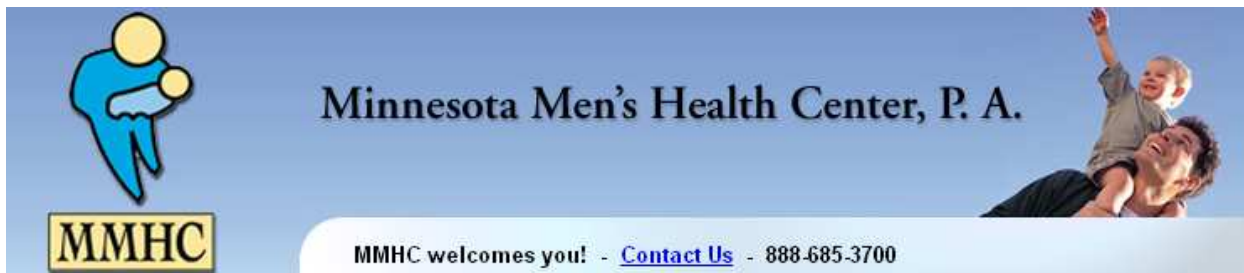 Minnesota Men's Health Center, P. A.
MMHC
MMHC welcomes you! - Contact Us - 888-685-3700